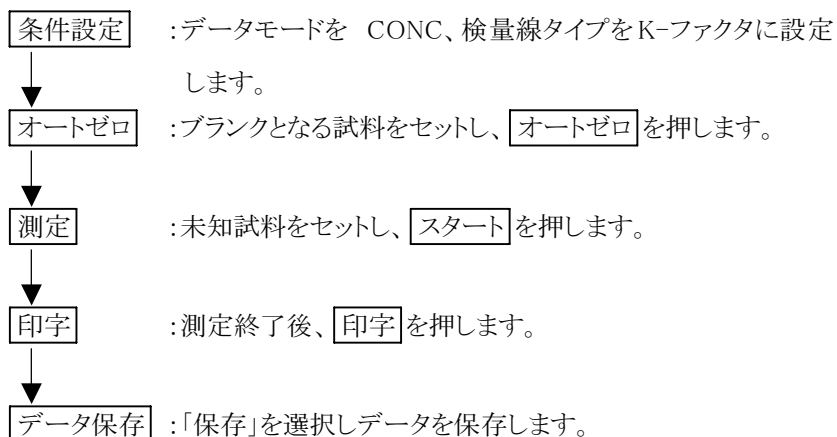 条件設定 :データモードを CONC、検量線タイプをK-ファクタに設定
します。
オートゼロ :ブランクとなる試料をセットし、オートゼロを押します。
測定 :未知試料をセットし、スタートを押します。
印字 :測定終了後、印字を押します。
データ保存 :「保存」を選択しデータを保存します。